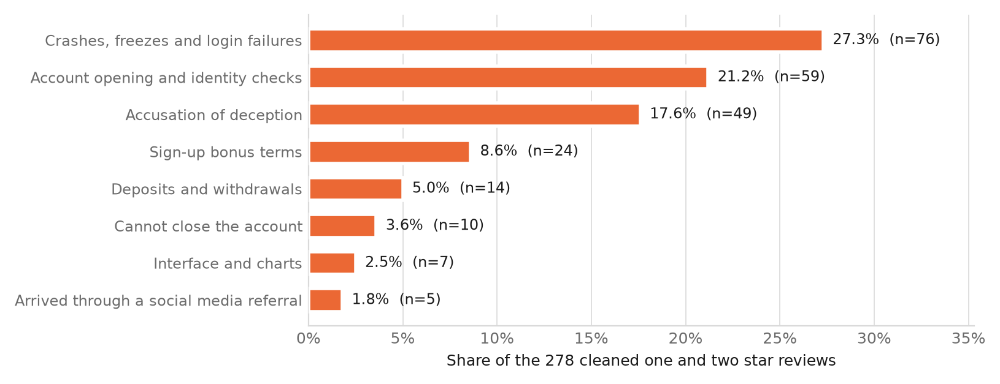 Crashes, freezes and login failures 27.3% (n=76)
Account opening and identity checks 21.2% (n=59)
Accusation of deception 17.6% (n=49)
Sign-up bonus terms 8.6% (n=24)
Deposits and withdrawals 5.0% (n=14)
Cannot close the account 3.6% (n=10)
Interface and charts 2.5% (n=7)
Arrived through a social media referral 1.8% (n=5)
0% 5% 10% 15% 20% 25% 30% 35%
Share of the 278 cleaned one and two star reviews